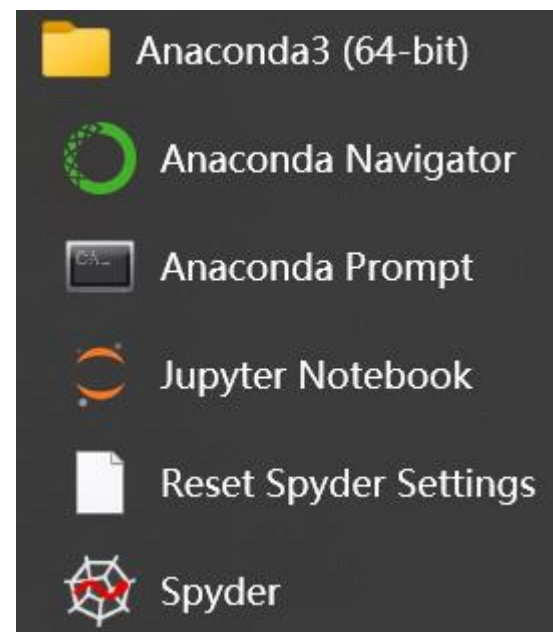 Anaconda3 (64-bit)
Anaconda Navigator
Anaconda Prompt
Jupyter Notebook
Reset Spyder Settings
Spyder